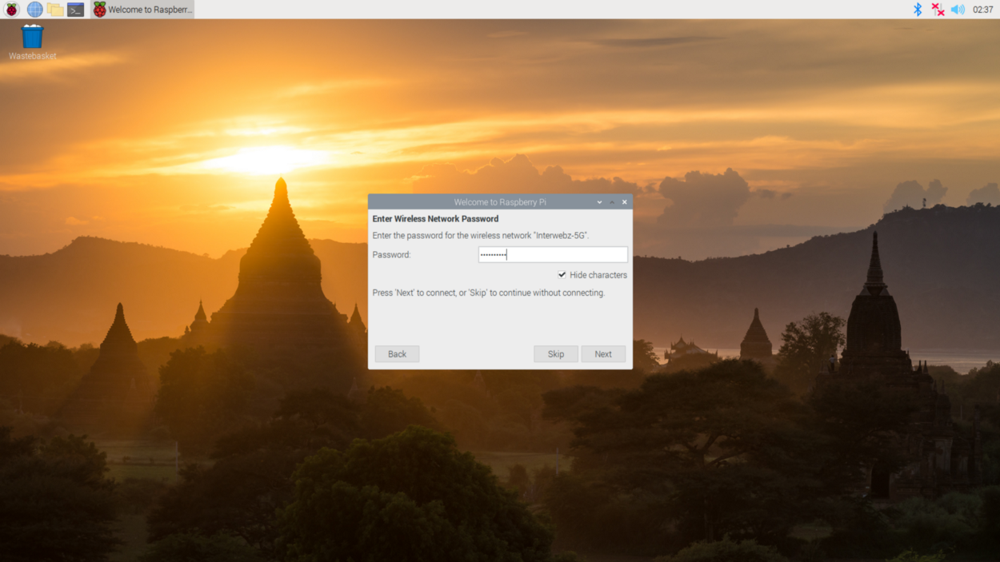 Welcome to Raspberr...
02:37
Wastebasket
Welcome to Raspberry Pi
Enter Wireless Network Password
Enter the password for the wireless network "Interwebz-5G".
Password: ••••••••••
Hide characters
Press 'Next' to connect, or 'Skip' to continue without connecting.
Back Skip Next